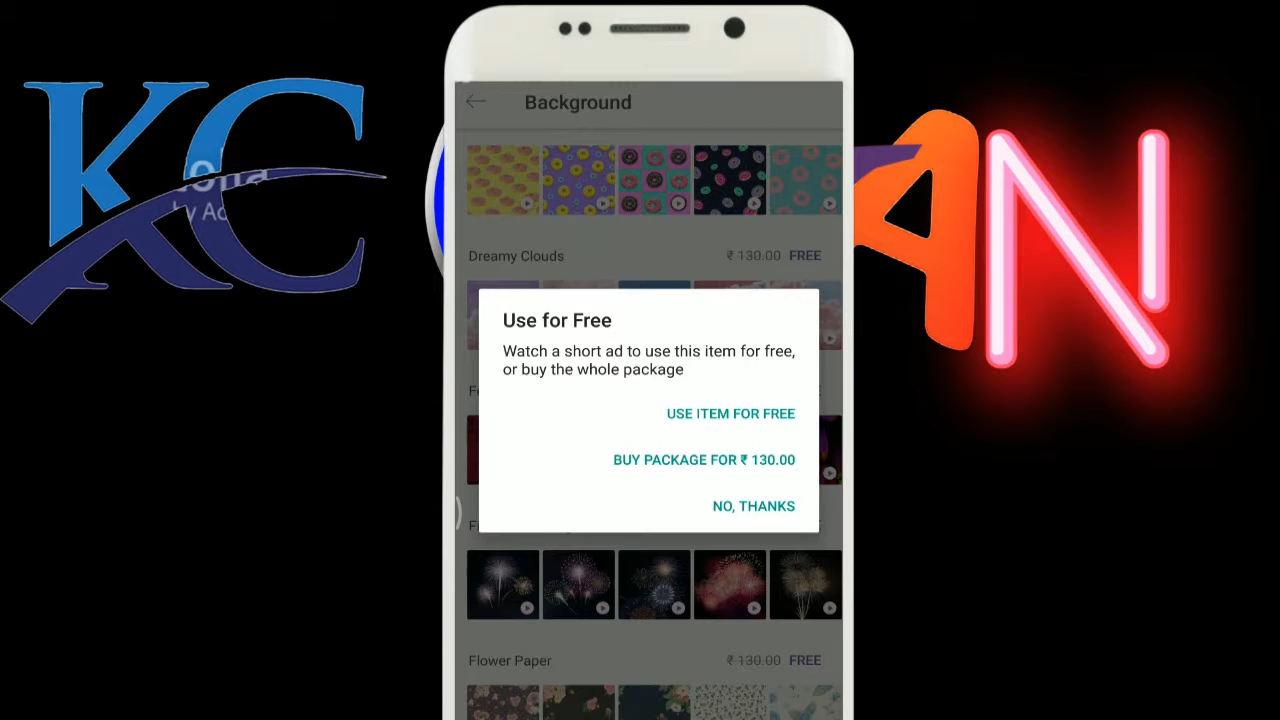 KC
AN
Background
Dreamy Clouds ₹ 130.00 FREE
Use for Free
Watch a short ad to use this item for free,
or buy the whole package
USE ITEM FOR FREE
BUY PACKAGE FOR ₹ 130.00
NO, THANKS
Flower Paper ₹ 130.00 FREE